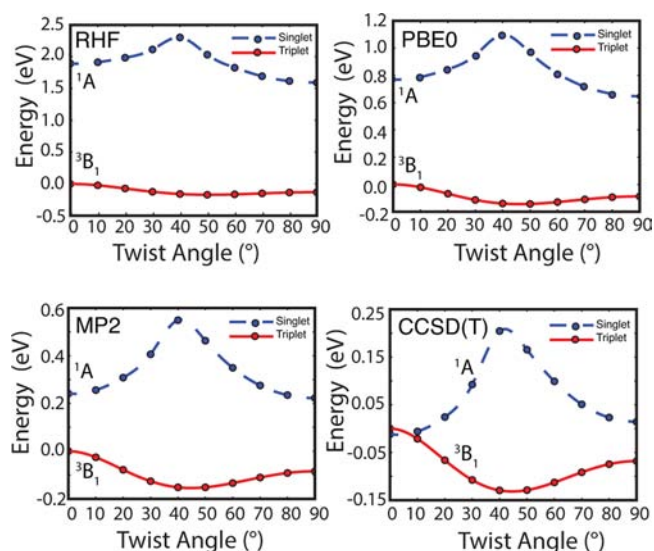 RHF
Singlet
Triplet
¹A
³B₁
Energy (eV)
2.5
2.0
1.5
1.0
0.5
0.0
-0.5
0 10 20 30 40 50 60 70 80 90
Twist Angle (°)
PBE0
Singlet
Triplet
¹A
³B₁
Energy (eV)
1.2
1.0
0.8
0.6
0.4
0.2
0.0
-0.2
0 10 20 30 40 50 60 70 80 90
Twist Angle (°)
MP2
Singlet
Triplet
¹A
³B₁
Energy (eV)
0.6
0.4
0.2
0.0
-0.2
0 10 20 30 40 50 60 70 80 90
Twist Angle (°)
CCSD(T)
Singlet
Triplet
¹A
³B₁
Energy (eV)
0.25
0.15
0.05
-0.05
-0.15
0 10 20 30 40 50 60 70 80 90
Twist Angle (°)